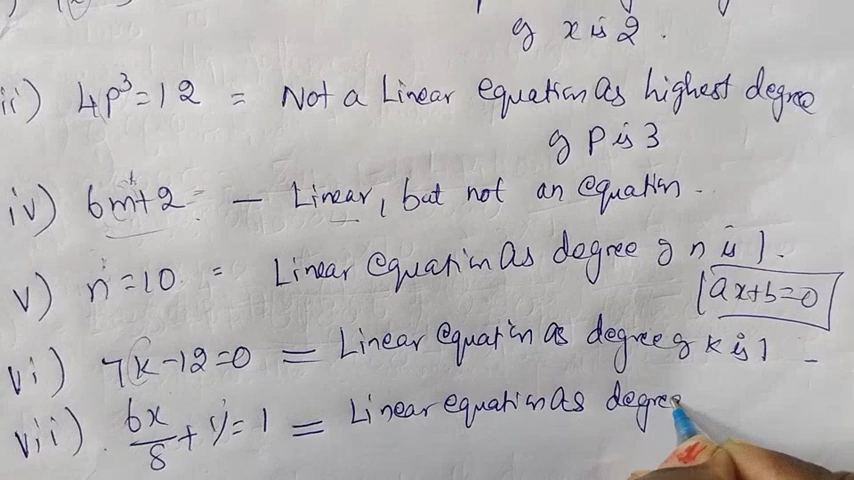 of x is 2.
iii) 4p³ = 12 = Not a Linear equation as highest degree
of p is 3
iv) 6m+2 = - Linear, but not an equation -
v) n = 10. = Linear equation as degree of n is 1.
[ax+b=0]
vi) 7k - 12 = 0 = Linear equation as degree of k is 1 -
vii) 6x/8 + y = 1 = Linear equation as degree